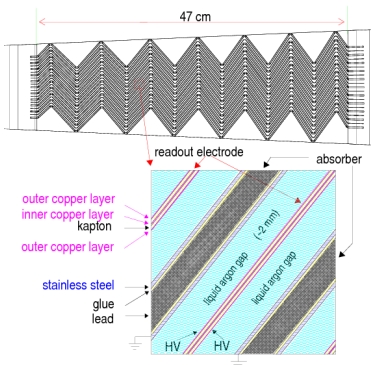 47 cm
readout electrode
absorber
outer copper layer
inner copper layer
kapton
outer copper layer
(~2 mm)
liquid argon gap
liquid argon gap
stainless steel
glue
lead
HV
HV